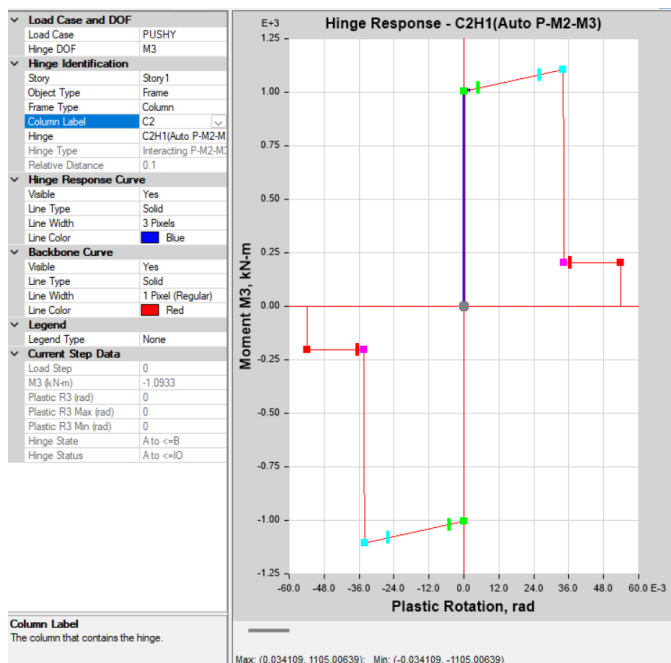 Load Case and DOF
Load Case PUSHY
Hinge DOF M3
Hinge Identification
Story Story1
Object Type Frame
Frame Type Column
Column Label C2
Hinge C2H1(Auto P-M2-M3
Hinge Type Interacting P-M2-M3
Relative Distance 0.1
Hinge Response Curve
Visible Yes
Line Type Solid
Line Width 3 Pixels
Line Color Blue
Backbone Curve
Visible Yes
Line Type Solid
Line Width 1 Pixel (Regular)
Line Color Red
Legend
Legend Type None
Current Step Data
Load Step 0
M3 (kN-m) -1.0933
Plastic R3 (rad) 0
Plastic R3 Max (rad) 0
Plastic R3 Min (rad) 0
Hinge State A to <=B
Hinge Status A to <=IO
Column Label
The column that contains the hinge.
Hinge Response - C2H1(Auto P-M2-M3)
E+3
1.25
1.00
0.75
0.50
0.25
0.00
-0.25
-0.50
-0.75
-1.00
-1.25
Moment M3, kN-m
-60.0 -48.0 -36.0 -24.0 -12.0 0.0 12.0 24.0 36.0 48.0 60.0 E-3
Plastic Rotation, rad
Max: (0.034109, 1105.00639); Min: (-0.034109, -1105.00639)